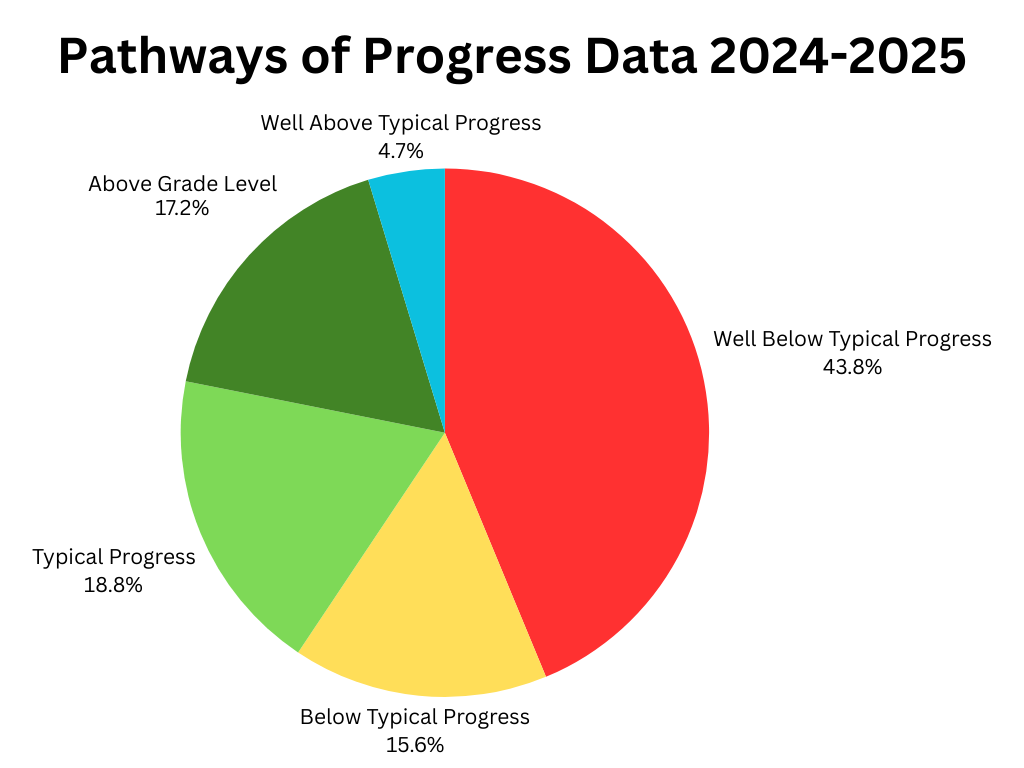 Pathways of Progress Data 2024-2025
Well Above Typical Progress
4.7%
Above Grade Level
17.2%
Well Below Typical Progress
43.8%
Typical Progress
18.8%
Below Typical Progress
15.6%